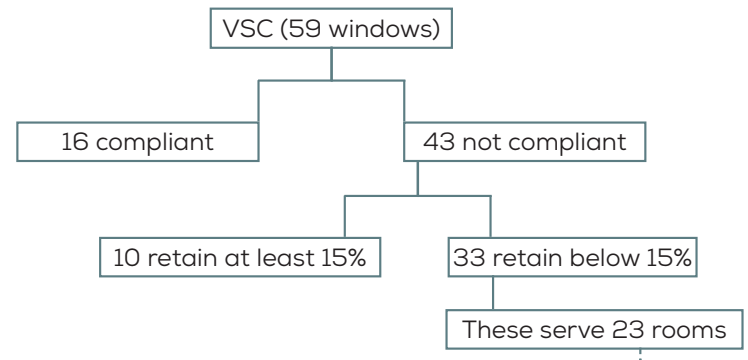 VSC (59 windows)
16 compliant
43 not compliant
10 retain at least 15%
33 retain below 15%
These serve 23 rooms